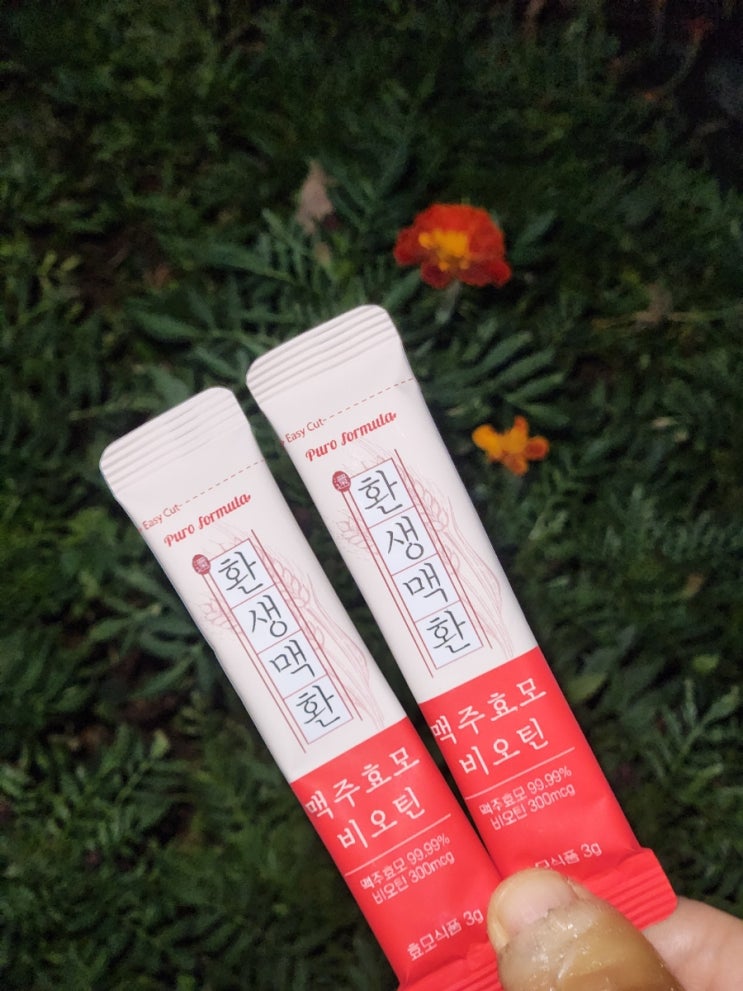 Easy Cut
Puro formula
환생맥환
맥주효모
비오틴
맥주효모 99.99%
비오틴 300mcg
효모식품 3g
Easy Cut
Puro formula
환생맥환
맥주효모
비오틴
맥주효모 99.99%
비오틴 300mcg
모식품 3g